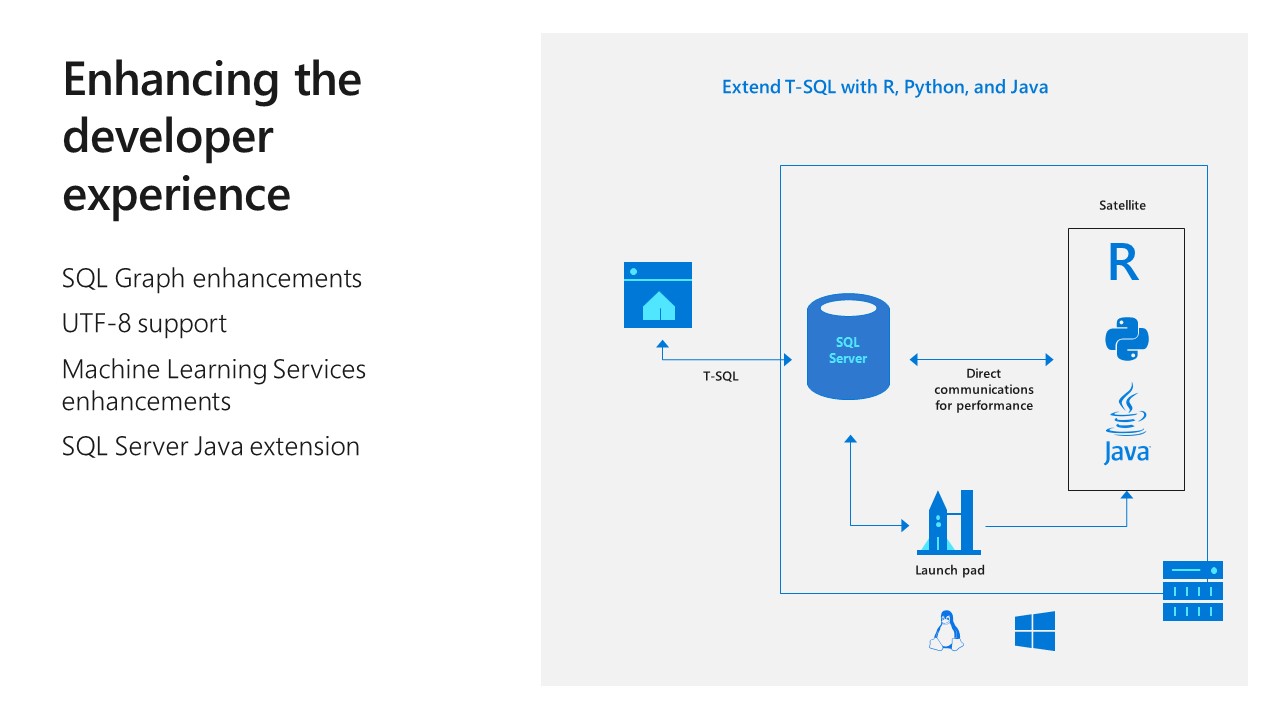 Enhancing the
developer
experience
SQL Graph enhancements
UTF-8 support
Machine Learning Services
enhancements
SQL Server Java extension
Extend T-SQL with R, Python, and Java
Satellite
R
SQL
Server
T-SQL
Direct
communications
for performance
Java
Launch pad